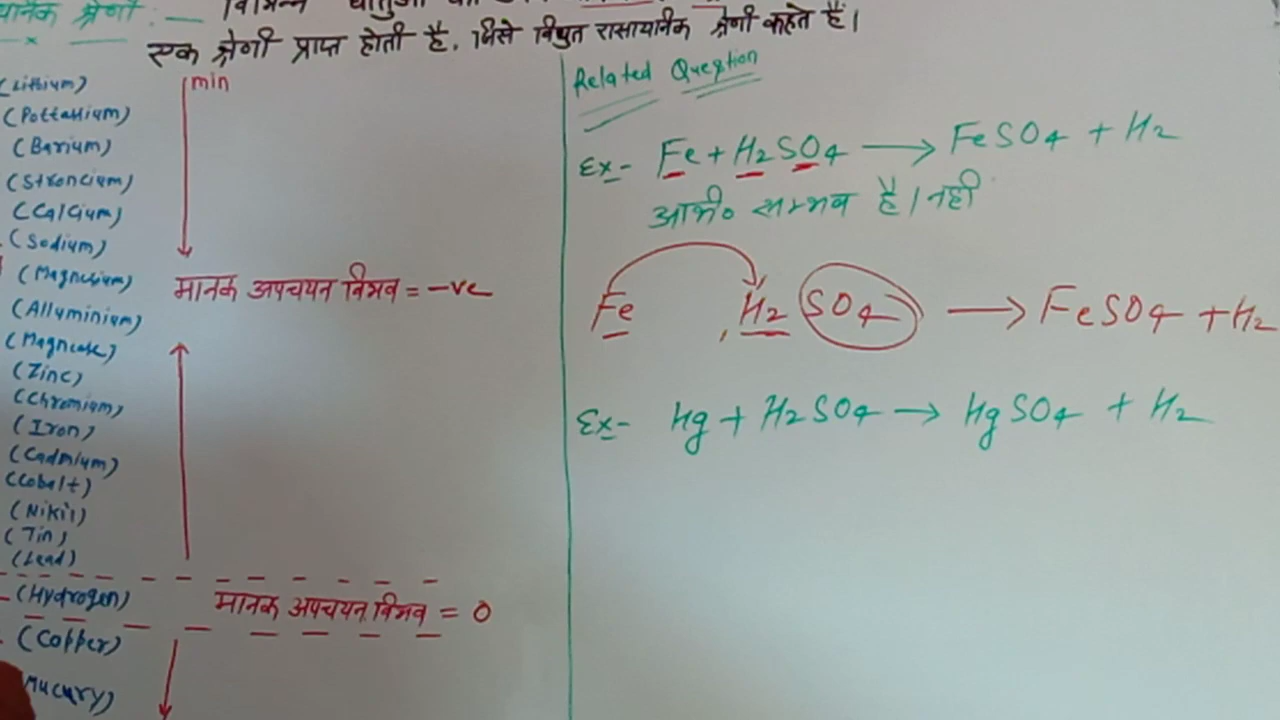 श्रेणी :-
एक श्रेणी प्राप्त होती है, जिसे विधुत रासायनिक श्रेणी कहते हैं।
(Lithium)
min
(Pottassium)
(Barium)
(Stroncium)
(Calcium)
(Sodium)
(Magnesium)
मानक अपचयन विभव = -ve
(Alluminium)
(Magnease)
(Zinc)
(Chromium)
(Iron)
(Cadmium)
(Cobalt)
(Nikil)
(Tin)
(Lead)
(Hydrogen)
मानक अपचयन विभव = 0
(Copper)
Mucury)
Related Question
Ex- Fe + H2SO4 ⟶ FeSO4 + H2
अभि० सम्भव है / नही
Fe , H2 SO4 ⟶ FeSO4 + H2
Ex- Hg + H2SO4 → HgSO4 + H2